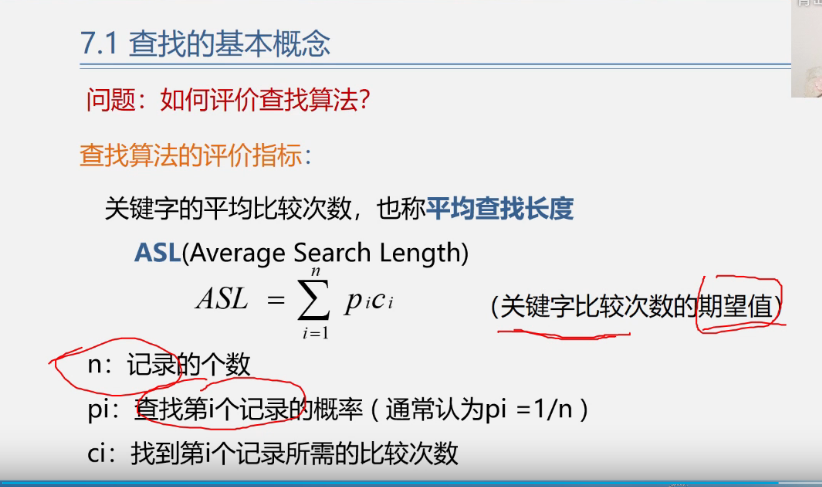 7.1 查找的基本概念
问题：如何评价查找算法？
查找算法的评价指标：
关键字的平均比较次数，也称平均查找长度
ASL(Average Search Length)
n
ASL = ∑ pici （关键字比较次数的期望值）
i=1
n：记录的个数
pi：查找第i个记录的概率 ( 通常认为pi =1/n )
ci：找到第i个记录所需的比较次数